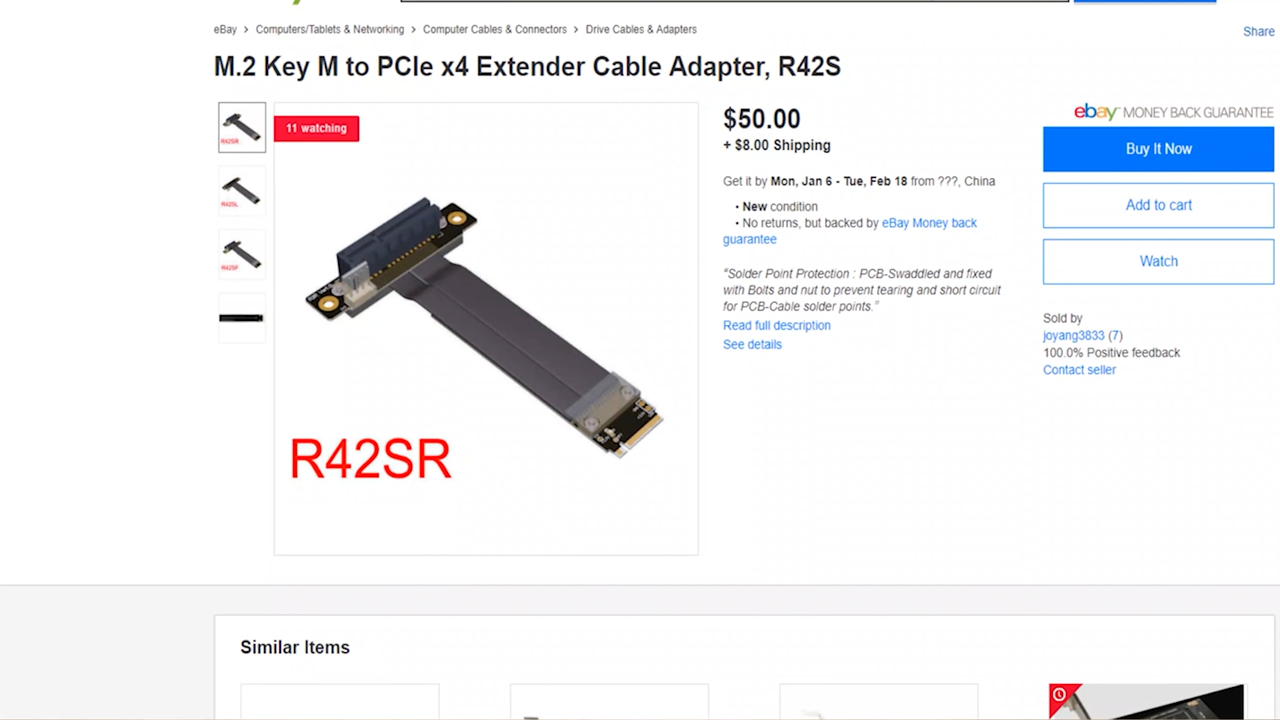 eBay > Computers/Tablets & Networking > Computer Cables & Connectors > Drive Cables & Adapters
Share
M.2 Key M to PCIe x4 Extender Cable Adapter, R42S
11 watching
R42SR
R42SL
R42SF
R42SR
$50.00
+ $8.00 Shipping
Get it by Mon, Jan 6 - Tue, Feb 18 from ???, China
• New condition
• No returns, but backed by eBay Money back
guarantee
"Solder Point Protection : PCB-Swaddled and fixed
with Bolts and nut to prevent tearing and short circuit
for PCB-Cable solder points."
Read full description
See details
ebay MONEY BACK GUARANTEE
Buy It Now
Add to cart
Watch
Sold by
joyang3833 (7)
100.0% Positive feedback
Contact seller
Similar Items